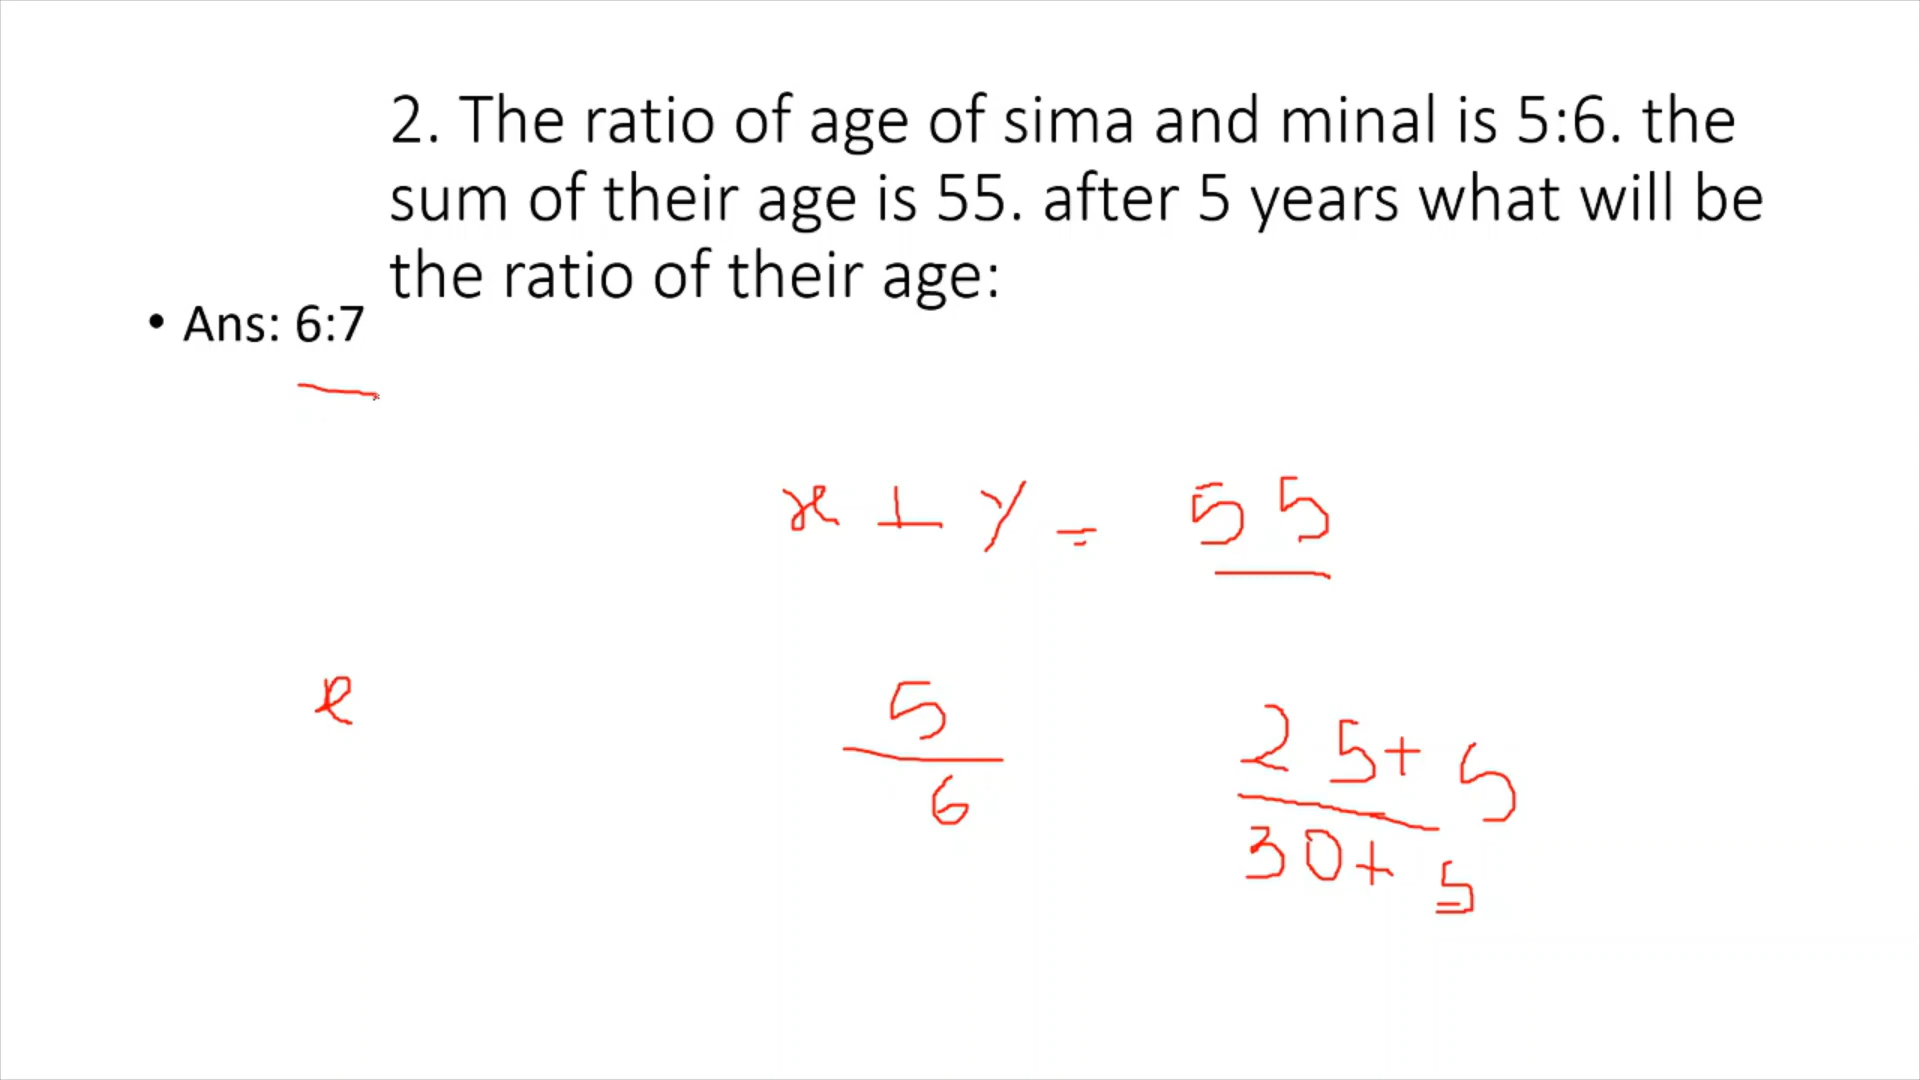 2. The ratio of age of sima and minal is 5:6. the
sum of their age is 55. after 5 years what will be
the ratio of their age:
• Ans: 6:7
x + y = 55
5
6
25+ 5
30+ 5